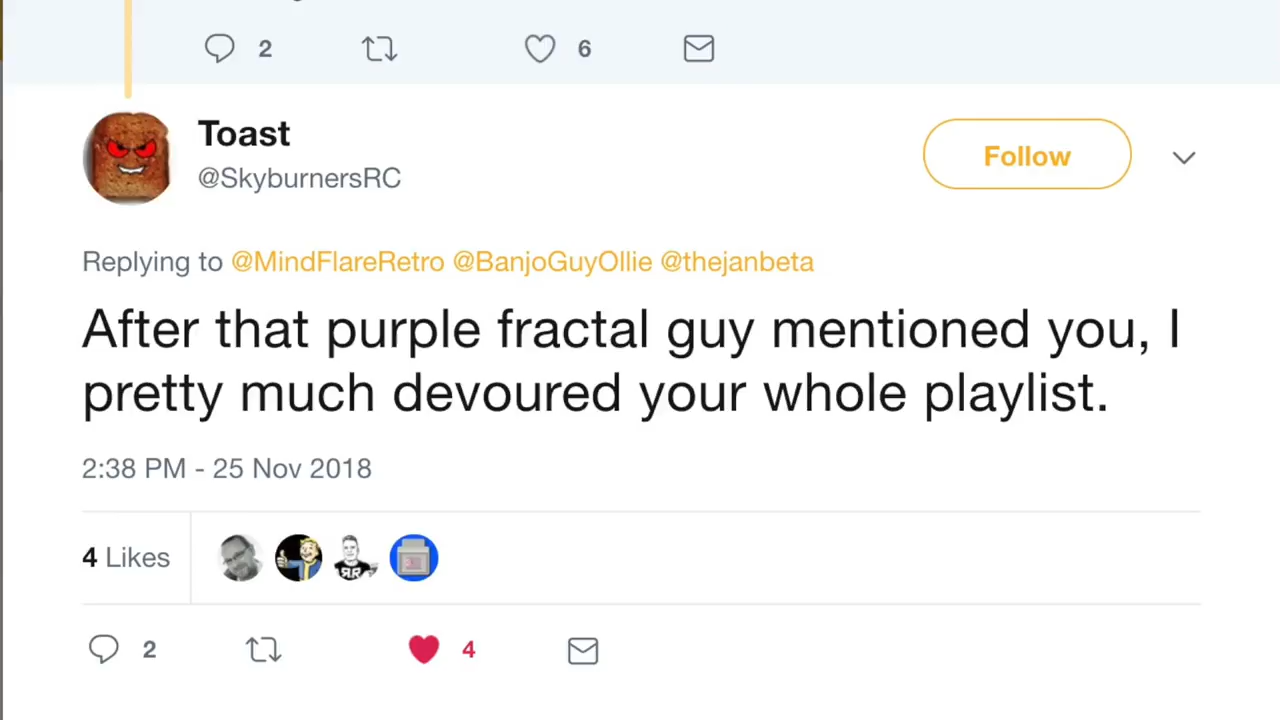 2 6
Toast
@SkyburnersRC
Follow
Replying to @MindFlareRetro @BanjoGuyOllie @thejanbeta
After that purple fractal guy mentioned you, I
pretty much devoured your whole playlist.
2:38 PM - 25 Nov 2018
4 Likes
2 4